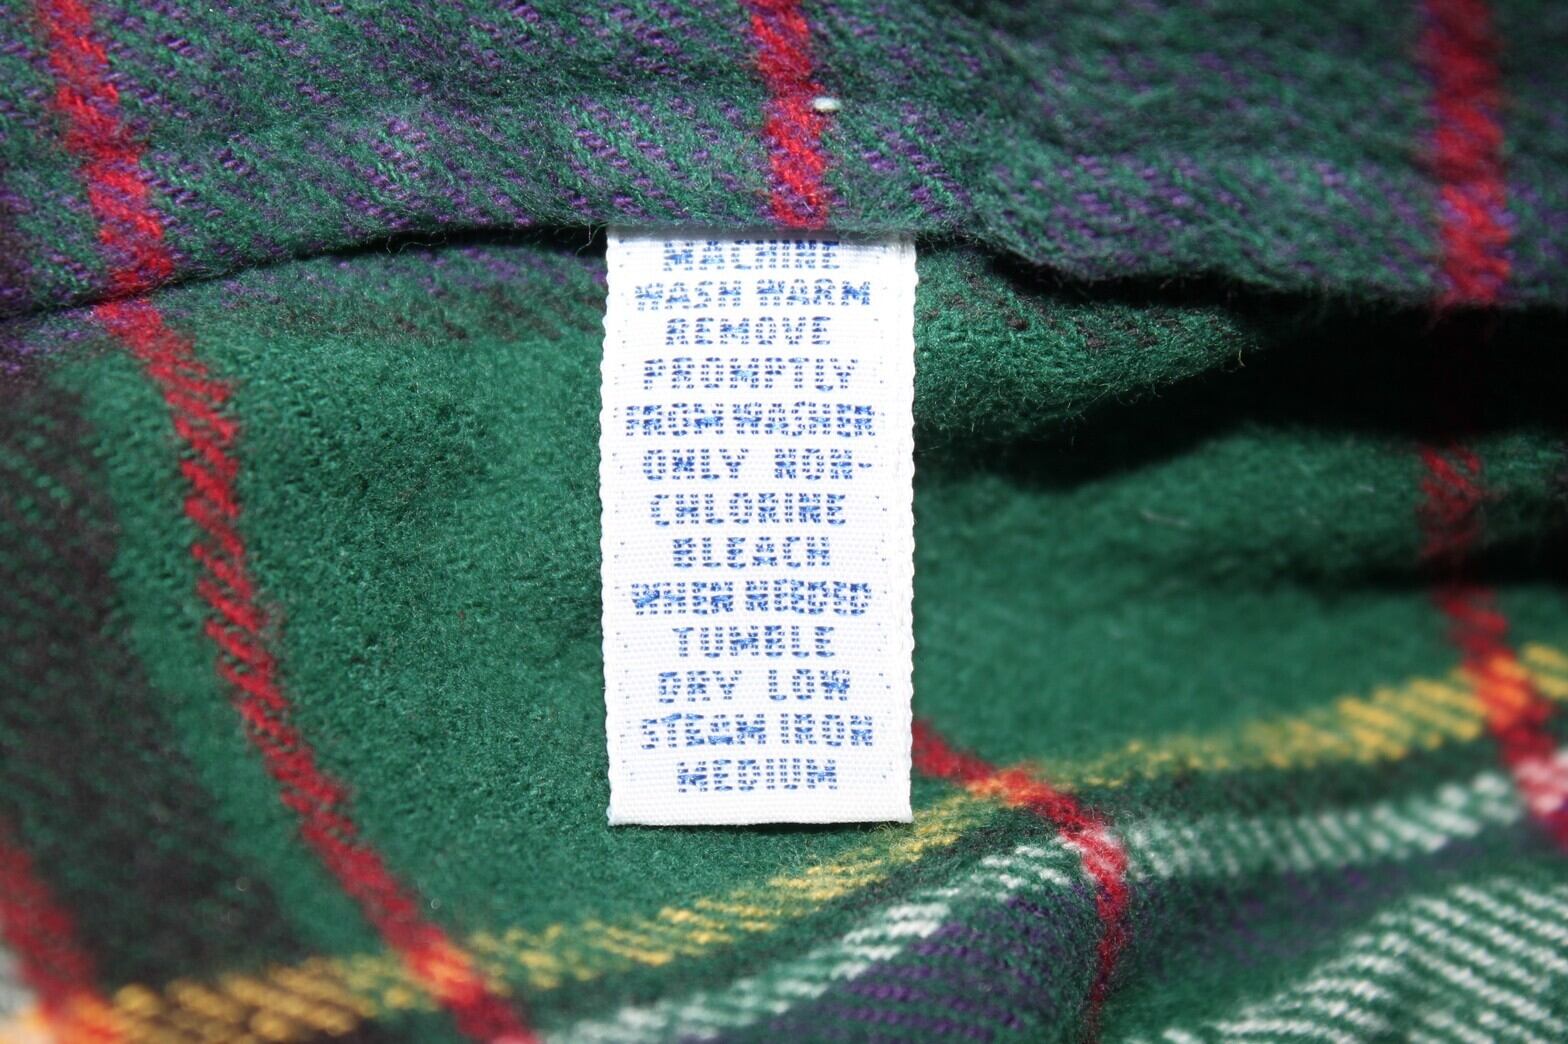 MACHINE
WASH WARM
REMOVE
PROMPTLY
FROM WASHER
ONLY NON-
CHLORINE
BLEACH
WHEN NEEDED
TUMBLE
DRY LOW
STEAM IRON
MEDIUM